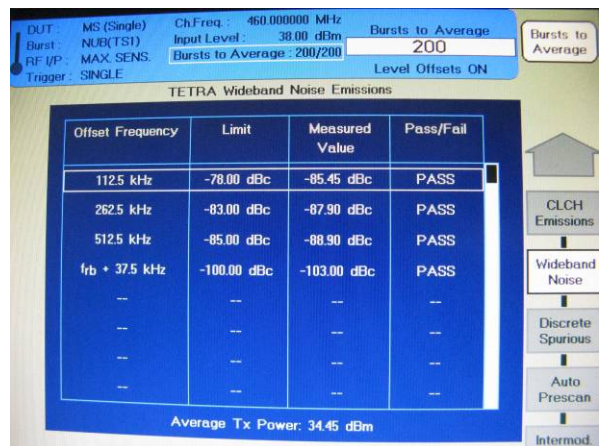 DUT : MS (Single)
Burst : NUB(TS1)
RF I/P : MAX. SENS.
Trigger : SINGLE
Ch.Freq. : 460.000000 MHz
Input Level : 38.00 dBm
Bursts to Average : 200/200
Bursts to Average
200
Level Offsets ON
Bursts to
Average
TETRA Wideband Noise Emissions
Offset Frequency Limit Measured Value Pass/Fail
112.5 kHz -78.00 dBc -85.45 dBc PASS
262.5 kHz -83.00 dBc -87.90 dBc PASS
512.5 kHz -85.00 dBc -88.90 dBc PASS
frb + 37.5 kHz -100.00 dBc -103.00 dBc PASS
-- -- -- --
-- -- -- --
-- -- -- --
-- -- -- --
Average Tx Power: 34.45 dBm
CLCH
Emissions
Wideband
Noise
Discrete
Spurious
Auto
Prescan
Intermod.